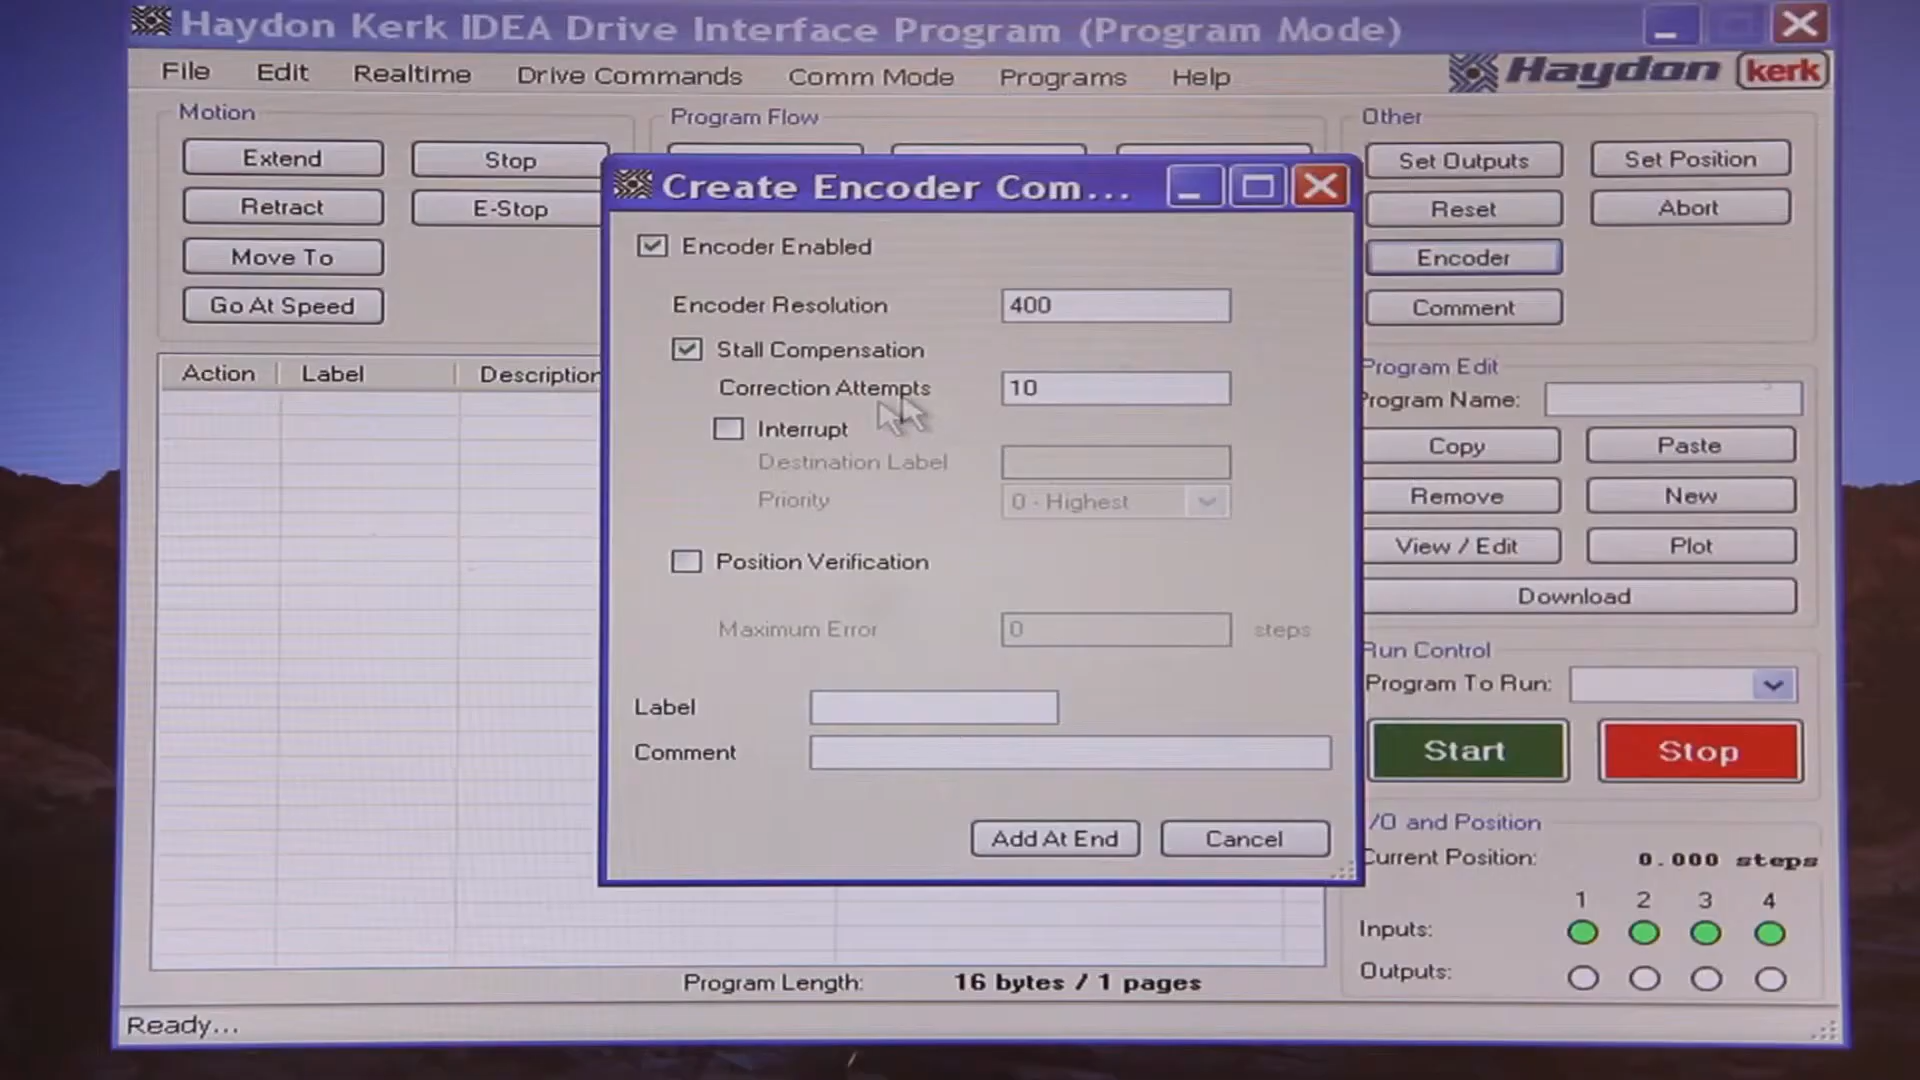 Haydon Kerk IDEA Drive Interface Program (Program Mode)
File Edit Realtime Drive Commands Comm Mode Programs Help
Haydon kerk
Motion
Extend Stop
Retract E-Stop
Move To
Go At Speed
Program Flow
Other
Set Outputs Set Position
Reset Abort
Encoder
Comment
Action Label Description
Create Encoder Com...
Encoder Enabled
Encoder Resolution 400
Stall Compensation
Correction Attempts 10
Interrupt
Destination Label
Priority 0 - Highest
Position Verification
Maximum Error 0 steps
Label
Comment
Add At End Cancel
Program Edit
Program Name:
Copy Paste
Remove New
View / Edit Plot
Download
Run Control
Program To Run:
Start Stop
I/O and Position
Current Position: 0.000 steps
1 2 3 4
Inputs:
Outputs:
Program Length: 16 bytes / 1 pages
Ready...